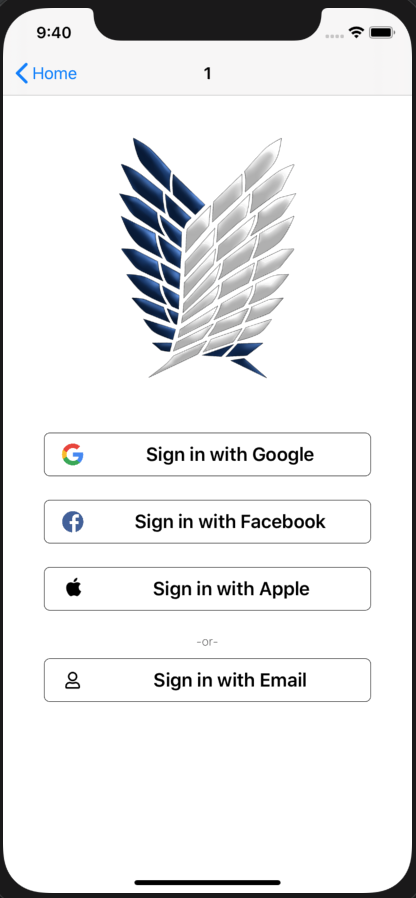 9:40
Home
1
Sign in with Google
Sign in with Facebook
Sign in with Apple
-or-
Sign in with Email